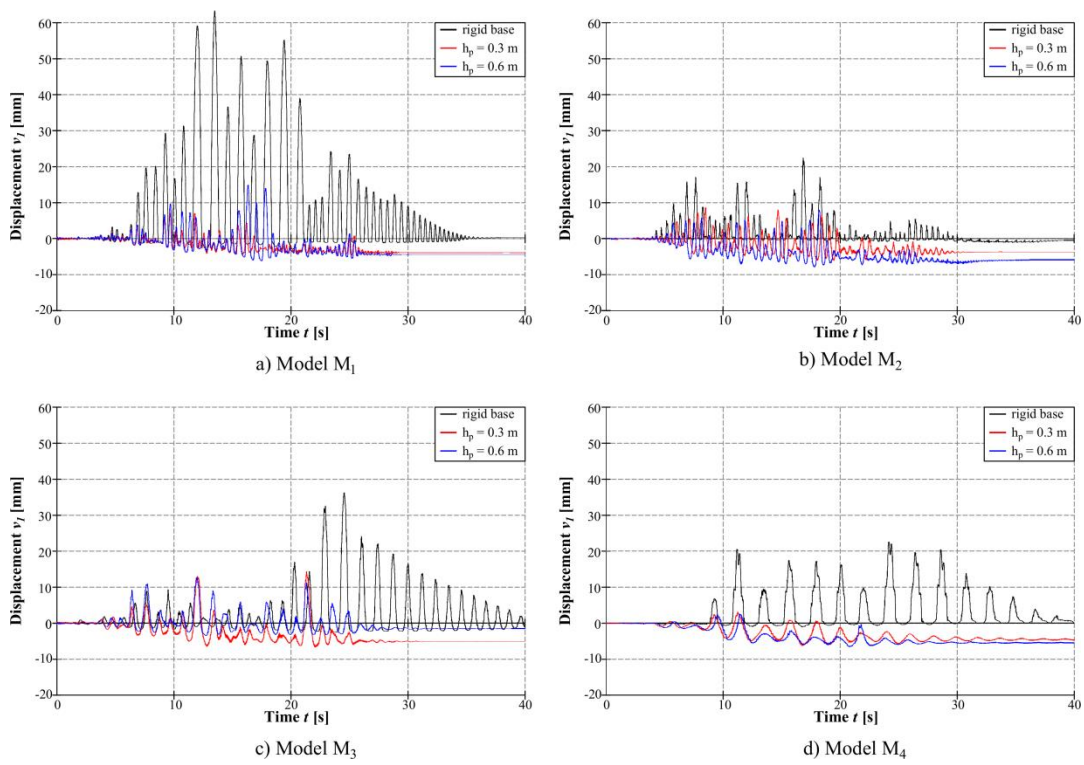 60
50
40
30
20
10
0
-10
-20
Displacement v₁ [mm]
rigid base
hₚ = 0.3 m
hₚ = 0.6 m
0 10 20 30 40
Time t [s]
a) Model M₁
60
50
40
30
20
10
0
-10
-20
Displacement v₁ [mm]
rigid base
hₚ = 0.3 m
hₚ = 0.6 m
0 10 20 30 40
Time t [s]
b) Model M₂
60
50
40
30
20
10
0
-10
-20
Displacement v₁ [mm]
rigid base
hₚ = 0.3 m
hₚ = 0.6 m
0 10 20 30 40
Time t [s]
c) Model M₃
60
50
40
30
20
10
0
-10
-20
Displacement v₁ [mm]
rigid base
hₚ = 0.3 m
hₚ = 0.6 m
0 10 20 30 40
Time t [s]
d) Model M₄